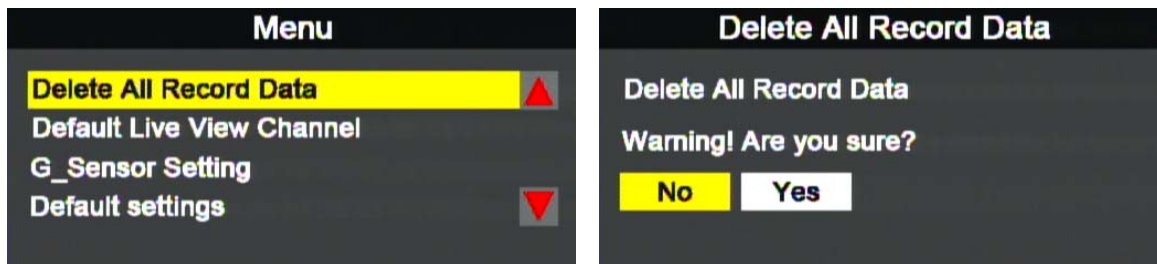 Menu
Delete All Record Data
Default Live View Channel
G_Sensor Setting
Default settings
Delete All Record Data
Delete All Record Data
Warning! Are you sure?
No Yes